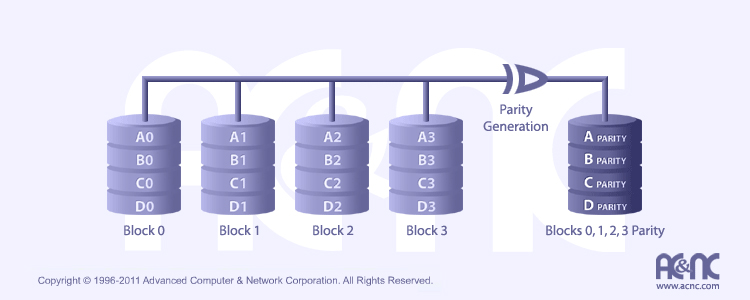 Parity
Generation
A0
A1
A2
A3
A PARITY
B0
B1
B2
B3
B PARITY
C0
C1
C2
C3
C PARITY
D0
D1
D2
D3
D PARITY
Block 0
Block 1
Block 2
Block 3
Blocks 0, 1, 2, 3 Parity
AC&NC
www.acnc.com
Copyright © 1996-2011 Advanced Computer & Network Corporation. All Rights Reserved.